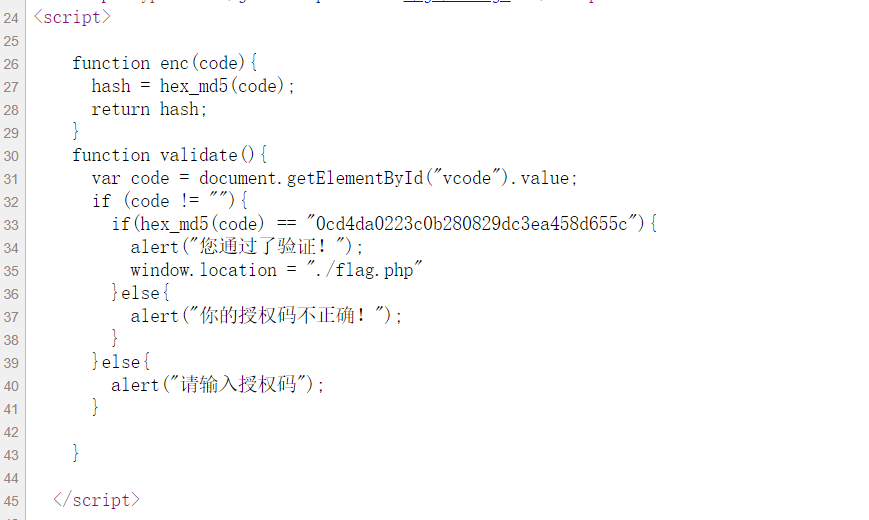 24 <script>
25
26 function enc(code){
27 hash = hex_md5(code);
28 return hash;
29 }
30 function validate(){
31 var code = document.getElementById("vcode").value;
32 if (code != ""){
33 if(hex_md5(code) == "0cd4da0223c0b280829dc3ea458d655c"){
34 alert("您通过了验证！");
35 window.location = "./flag.php"
36 }else{
37 alert("你的授权码不正确！");
38 }
39 }else{
40 alert("请输入授权码");
41 }
42
43 }
44
45 </script>